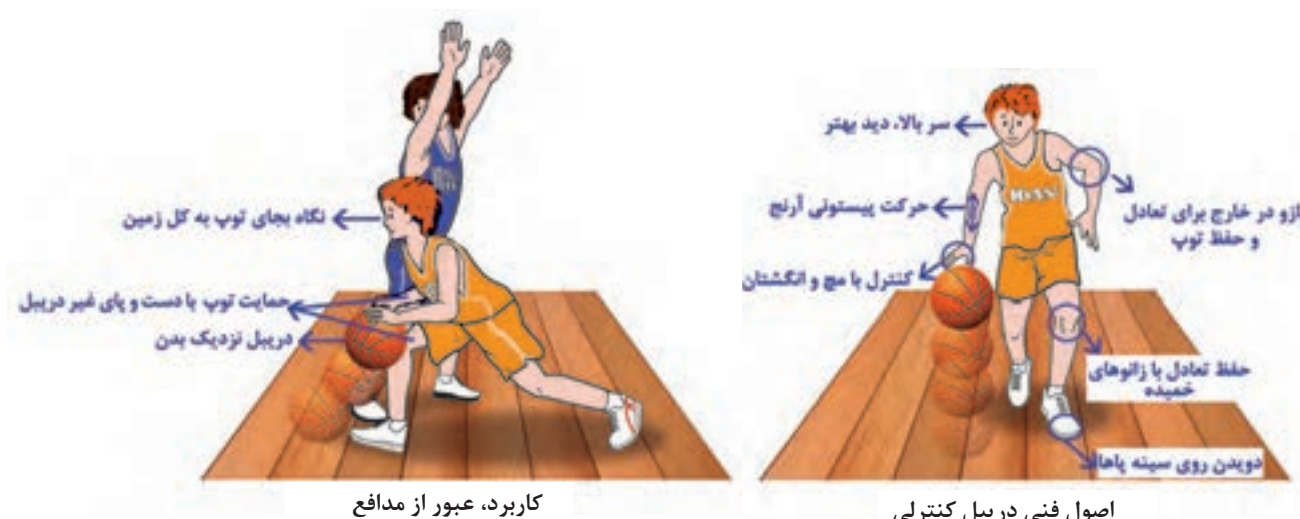 سر بالا، دید بهتر
بازو در خارج برای تعادل
و حفظ توپ
حرکت پیستونی آرنج
کنترل با مچ و انگشتان
حفظ تعادل با زانوهای
خمیده
دویدن روی سینه پاها
اصول فنی دریبل کنترلی
نگاه بجای توپ به کل زمین
حمایت توپ با دست و پای غیر دریبل
دریبل نزدیک بدن
کاربرد، عبور از مدافع